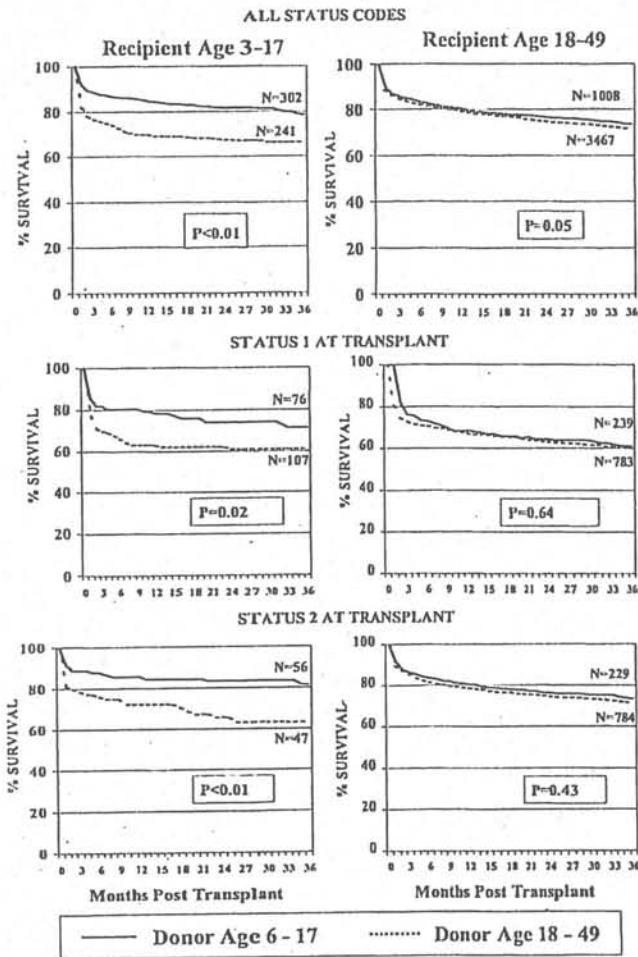 ALL STATUS CODES
Recipient Age 3-17
Recipient Age 18-49
% SURVIVAL
100
80
60
40
20
0
N=302
N=241
P<0.01
0 3 6 9 12 15 18 21 24 27 30 33 36
% SURVIVAL
100
80
60
40
20
0
N=1008
N=3467
P=0.05
0 3 6 9 12 15 18 21 24 27 30 33 36
STATUS 1 AT TRANSPLANT
% SURVIVAL
100
80
60
40
20
0
N=76
N=107
P=0.02
0 3 6 9 12 15 18 21 24 27 30 33 36
% SURVIVAL
100
80
60
40
20
0
N=239
N=783
P=0.64
0 3 6 9 12 15 18 21 24 27 30 33 36
STATUS 2 AT TRANSPLANT
% SURVIVAL
100
80
60
40
20
0
N=56
N=47
P<0.01
0 3 6 9 12 15 18 21 24 27 30 33 36
Months Post Transplant
% SURVIVAL
100
80
60
40
20
0
N=229
N=784
P=0.43
0 3 6 9 12 15 18 21 24 27 30 33 36
Months Post Transplant
Donor Age 6 - 17
Donor Age 18 - 49